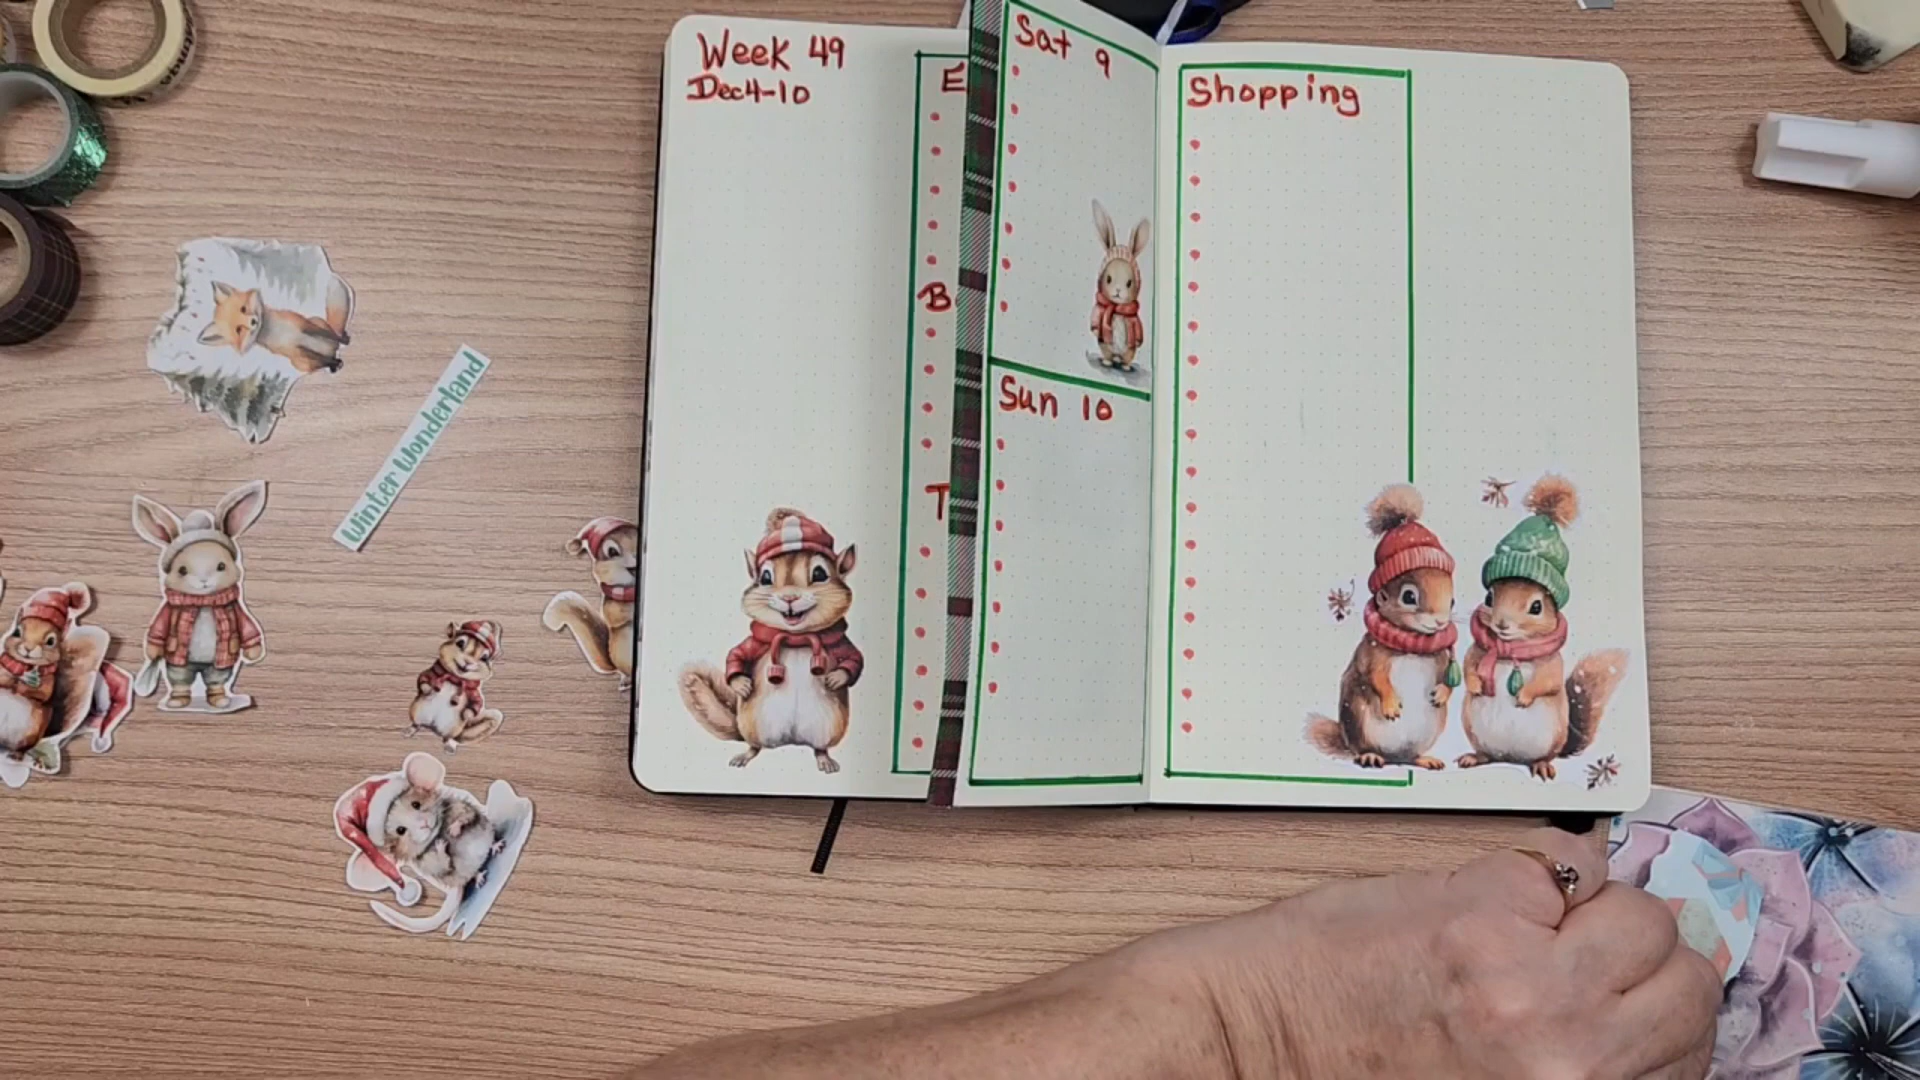 Week 49
Dec4-10
E
B
T
Sat 9
Sun 10
Shopping
Winter Wonderland